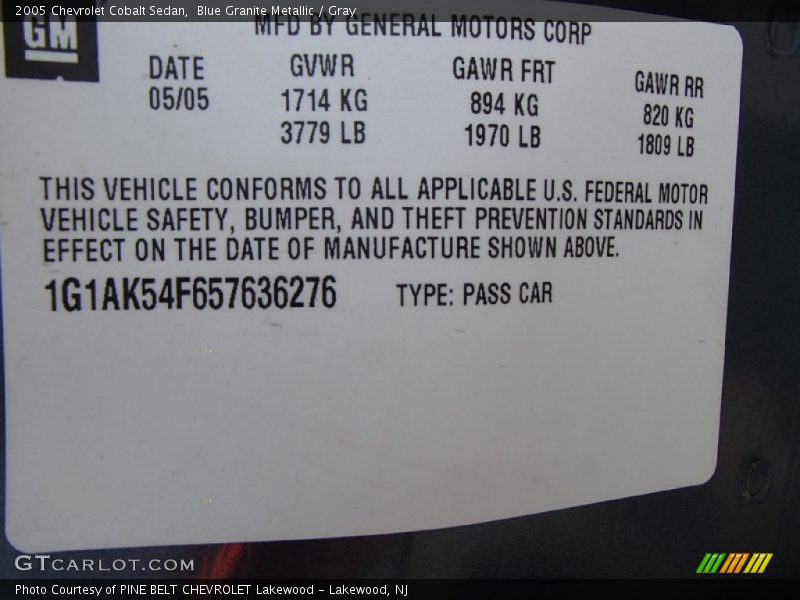 2005 Chevrolet Cobalt Sedan,  Blue Granite Metallic / Gray
GM
MFD BY GENERAL MOTORS CORP
DATE GVWR GAWR FRT GAWR RR
05/05 1714 KG 894 KG 820 KG
3779 LB 1970 LB 1809 LB
THIS VEHICLE CONFORMS TO ALL APPLICABLE U.S. FEDERAL MOTOR
VEHICLE SAFETY, BUMPER, AND THEFT PREVENTION STANDARDS IN
EFFECT ON THE DATE OF MANUFACTURE SHOWN ABOVE.
1G1AK54F657636276 TYPE: PASS CAR
GTCARLOT.COM
Photo Courtesy of PINE BELT CHEVROLET Lakewood - Lakewood, NJ